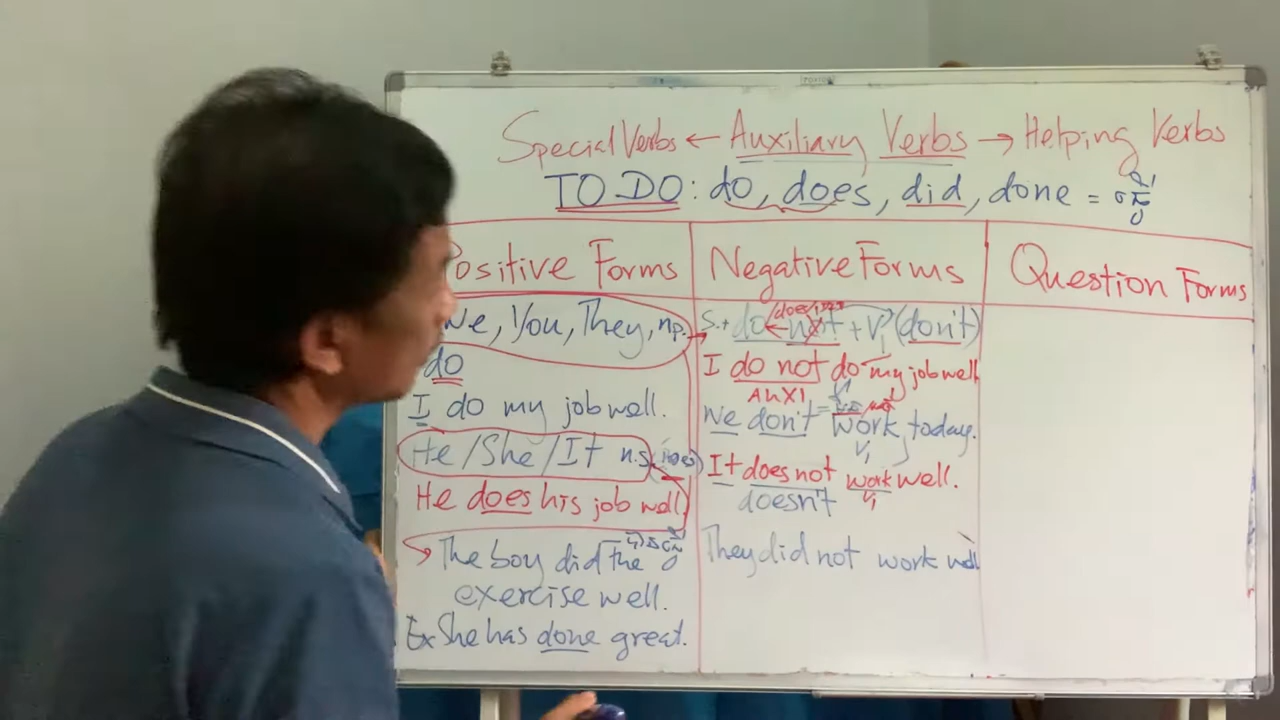 Special Verbs ← Auxiliary Verbs → Helping Verbs
TO DO: do, does, did, done =
Positive Forms
We, You, They, np.
do
I do my job well.
He/She/It n.s
He does his job well.
The boy did the
exercise well.
Ex She has done great.
Negative Forms
S. + do not + V1 (don't)
I do not do my job well
AUXI
We don't = work today.
V1
It does not work well.
doesn't V1
They did not work well
Question Forms